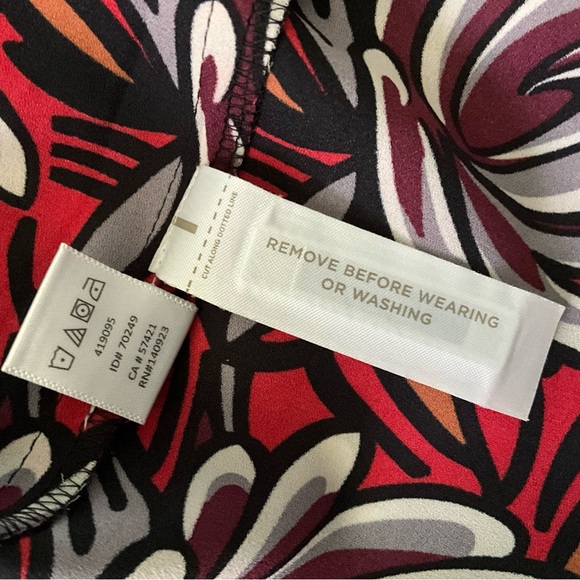 419095
ID# 70249
CA # 57421
RN#140923
CUT ALONG DOTTED LINE
REMOVE BEFORE WEARING
OR WASHING